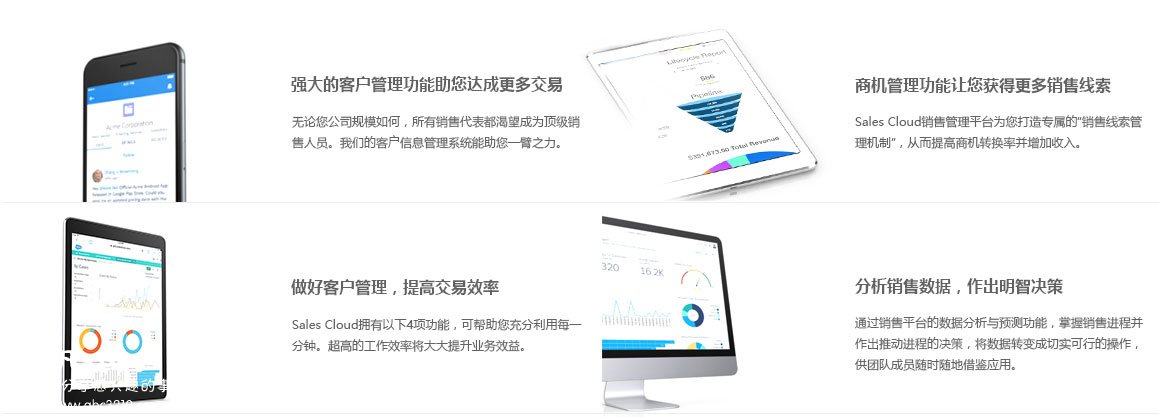 强大的客户管理功能助您达成更多交易
无论您公司规模如何，所有销售代表都渴望成为顶级销
售人员。我们的客户信息管理系统能助您一臂之力。
Acme Corporation
Follow
Lifecycle Report
Pipeline
$391,673.50 Total Revenue
商机管理功能让您获得更多销售线索
Sales Cloud销售管理平台为您打造专属的“销售线索管
理机制”，从而提高商机转换率并增加收入。
做好客户管理，提高交易效率
Sales Cloud拥有以下4项功能，可帮助您充分利用每一
分钟。超高的工作效率将大大提升业务效益。
320
16.2K
分析销售数据，作出明智决策
通过销售平台的数据分析与预测功能，掌握销售进程并
作出推动进程的决策，将数据转变成切实可行的操作，
供团队成员随时随地借鉴应用。